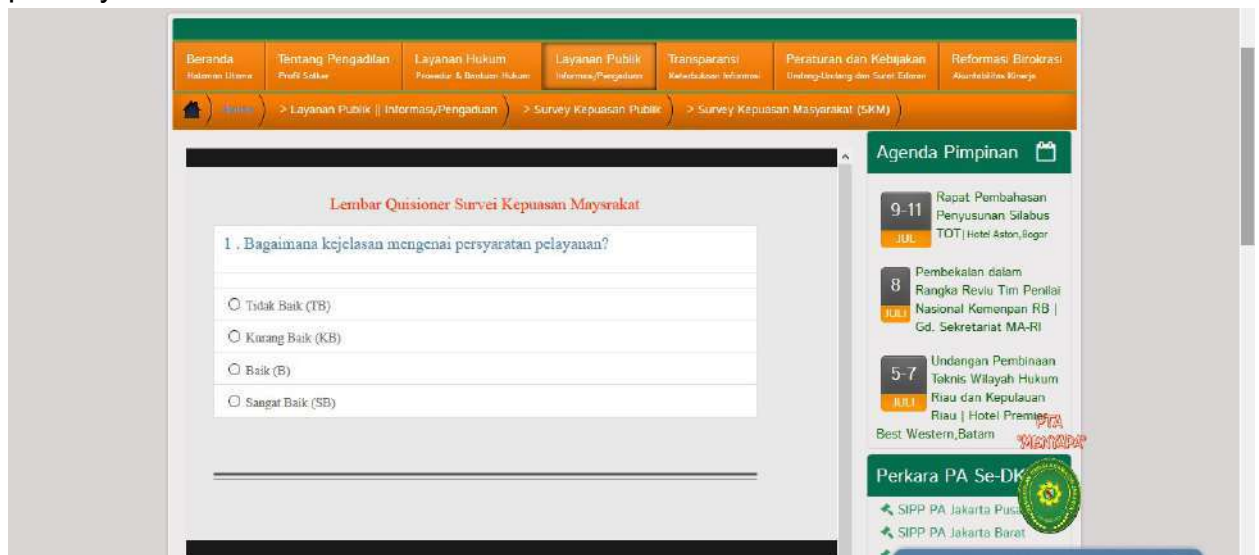 Beranda
Halaman Utama
Tentang Pengadilan
Profil Satker
Layanan Hukum
Prosedur & Bantuan Hukum
Layanan Publik
Informasi/Pengaduan
Transparansi
Keterbukaan Informasi
Peraturan dan Kebijakan
Undang-Undang dan Surat Edaran
Reformasi Birokrasi
Akuntabilitas Kinerja
> Layanan Publik || Informasi/Pengaduan > Survey Kepuasan Publik > Survey Kepuasan Masyarakat (SKM)
Lembar Quisioner Survei Kepuasan Maysrakat
1 . Bagaimana kejelasan mengenai persyaratan pelayanan?
Tidak Baik (TB)
Kurang Baik (KB)
Baik (B)
Sangat Baik (SB)
Agenda Pimpinan
9-11
JUL
Rapat Pembahasan
Penyusunan Silabus
TOT| Hotel Aston,Bogor
8
JULI
Pembekalan dalam
Rangka Reviu Tim Penilai
Nasional Kemenpan RB |
Gd. Sekretariat MA-RI
5-7
JULI
Undangan Pembinaan
Teknis Wilayah Hukum
Riau dan Kepulauan
Riau | Hotel Premier
Best Western,Batam
PTA
"MENYAPA"
Perkara PA Se-DK
SIPP PA Jakarta Pusa
SIPP PA Jakarta Barat